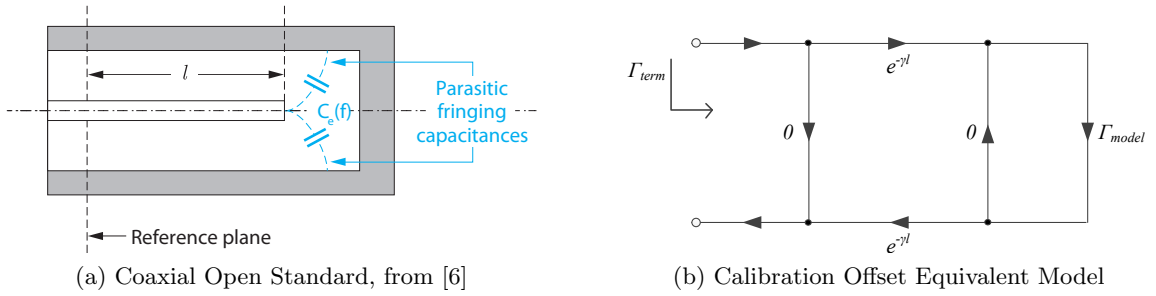 l
C_e(f)
Parasitic
fringing
capacitances
Reference plane
(a) Coaxial Open Standard, from [6]
Γ_term
e^{-γl}
0
0
Γ_model
e^{-γl}
(b) Calibration Offset Equivalent Model